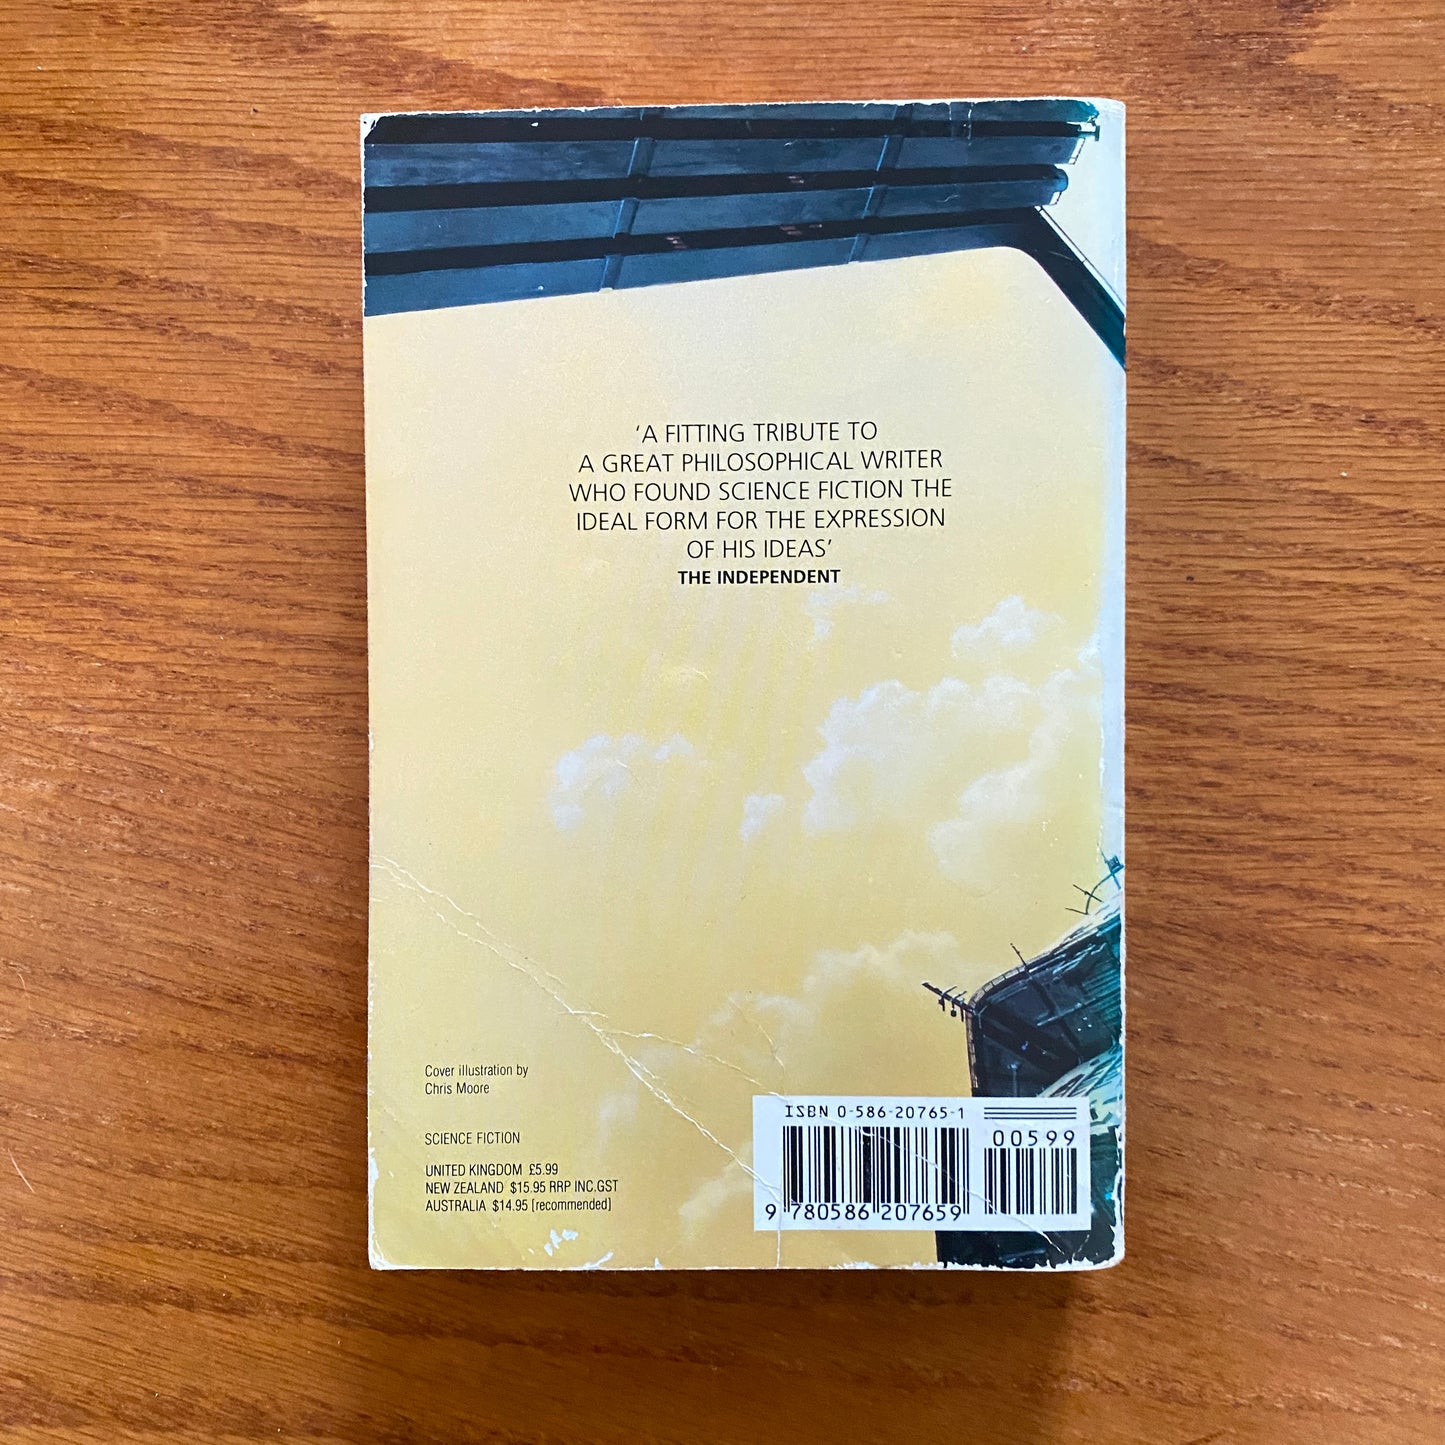 ‘A FITTING TRIBUTE TO
A GREAT PHILOSOPHICAL WRITER
WHO FOUND SCIENCE FICTION THE
IDEAL FORM FOR THE EXPRESSION
OF HIS IDEAS’
THE INDEPENDENT
Cover illustration by
Chris Moore
SCIENCE FICTION
UNITED KINGDOM £5.99
NEW ZEALAND $15.95 RRP INC.GST
AUSTRALIA $14.95 [recommended]
ISBN 0-586-20765-1
00599
9 780586 207659